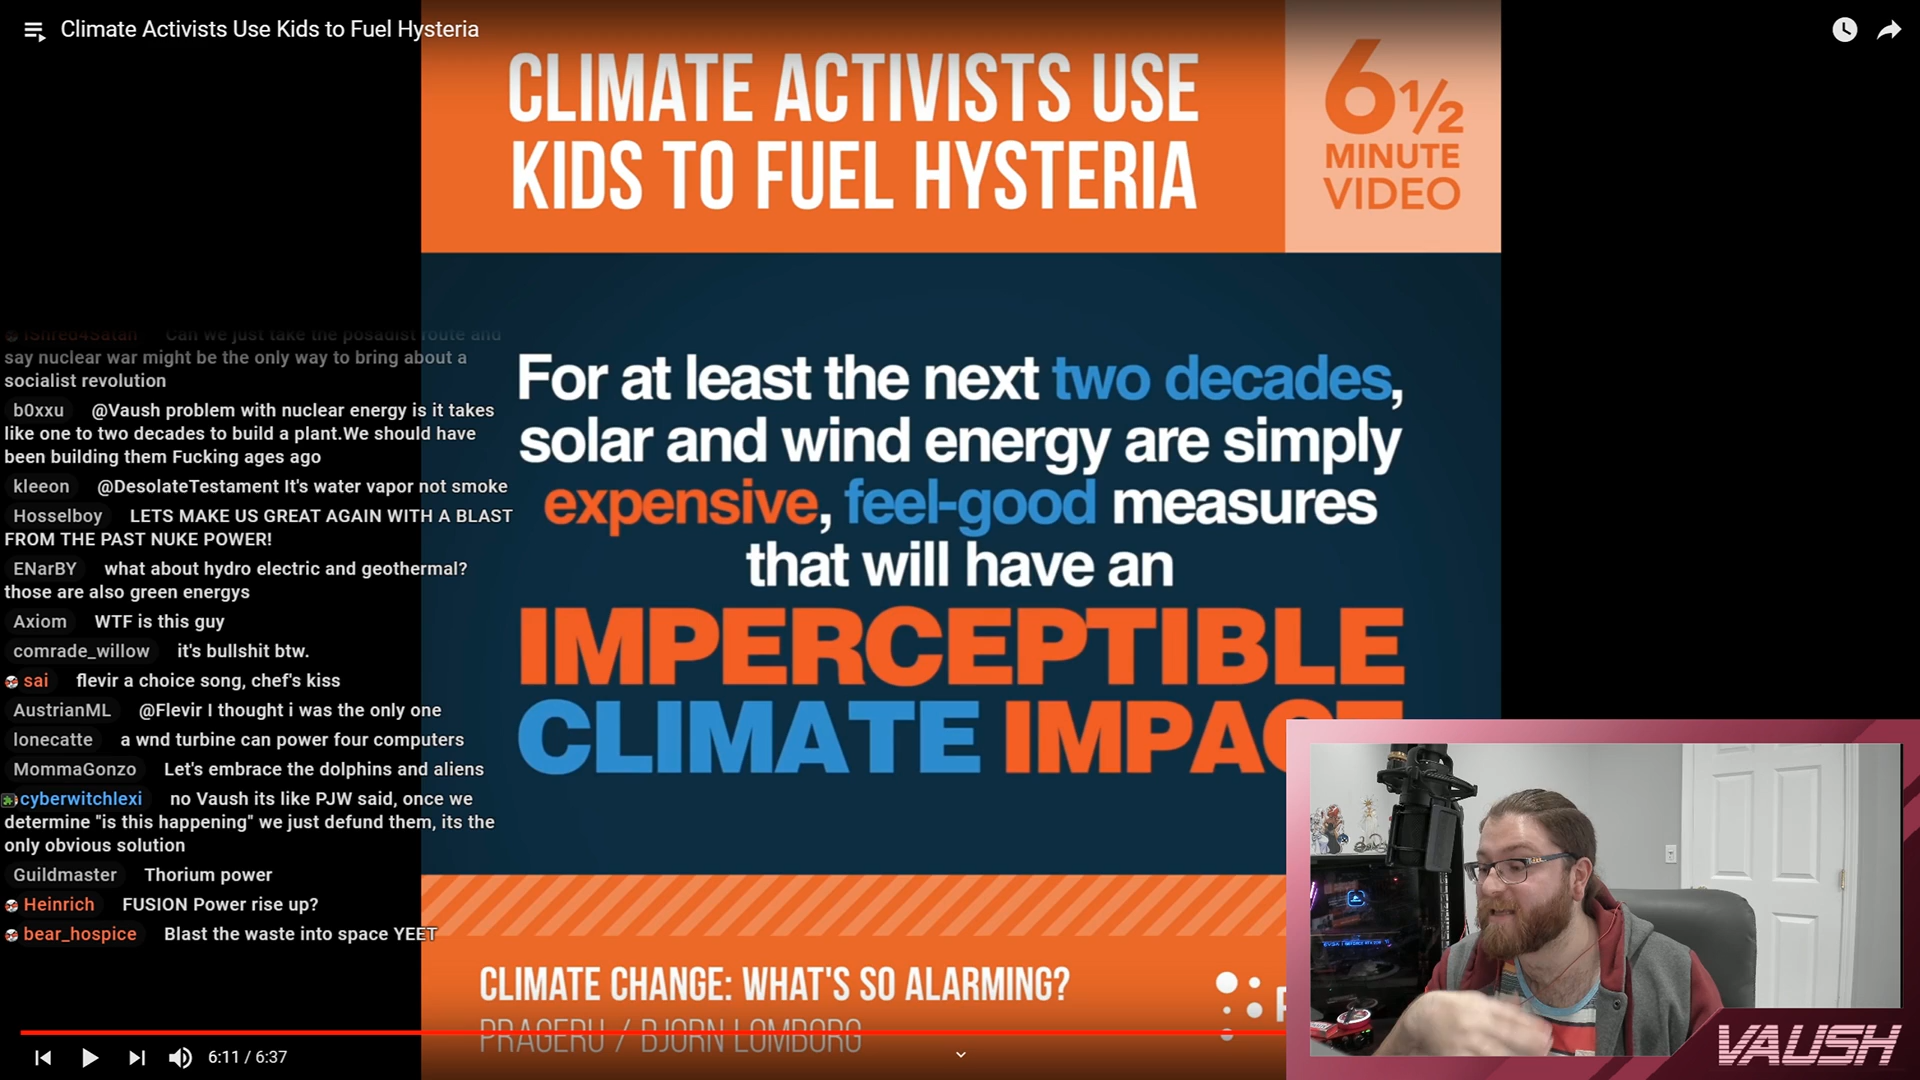 Climate Activists Use Kids to Fuel Hysteria
CLIMATE ACTIVISTS USE
KIDS TO FUEL HYSTERIA
6½
MINUTE
VIDEO
For at least the next two decades,
solar and wind energy are simply
expensive, feel-good measures
that will have an
IMPERCEPTIBLE
CLIMATE IMPACT
iShred4Satan Can we just take the posadist route and
say nuclear war might be the only way to bring about a
socialist revolution
b0xxu @Vaush problem with nuclear energy is it takes
like one to two decades to build a plant.We should have
been building them Fucking ages ago
kleeon @DesolateTestament It's water vapor not smoke
Hosselboy LETS MAKE US GREAT AGAIN WITH A BLAST
FROM THE PAST NUKE POWER!
ENarBY what about hydro electric and geothermal?
those are also green energys
Axiom WTF is this guy
comrade_willow it's bullshit btw.
sai flevir a choice song, chef's kiss
AustrianML @Flevir I thought i was the only one
lonecatte a wnd turbine can power four computers
MommaGonzo Let's embrace the dolphins and aliens
cyberwitchlexi no Vaush its like PJW said, once we
determine "is this happening" we just defund them, its the
only obvious solution
Guildmaster Thorium power
Heinrich FUSION Power rise up?
bear_hospice Blast the waste into space YEET
CLIMATE CHANGE: WHAT'S SO ALARMING?
PRAGERU / BJORN LOMBORG
6:11 / 6:37
VAUSH